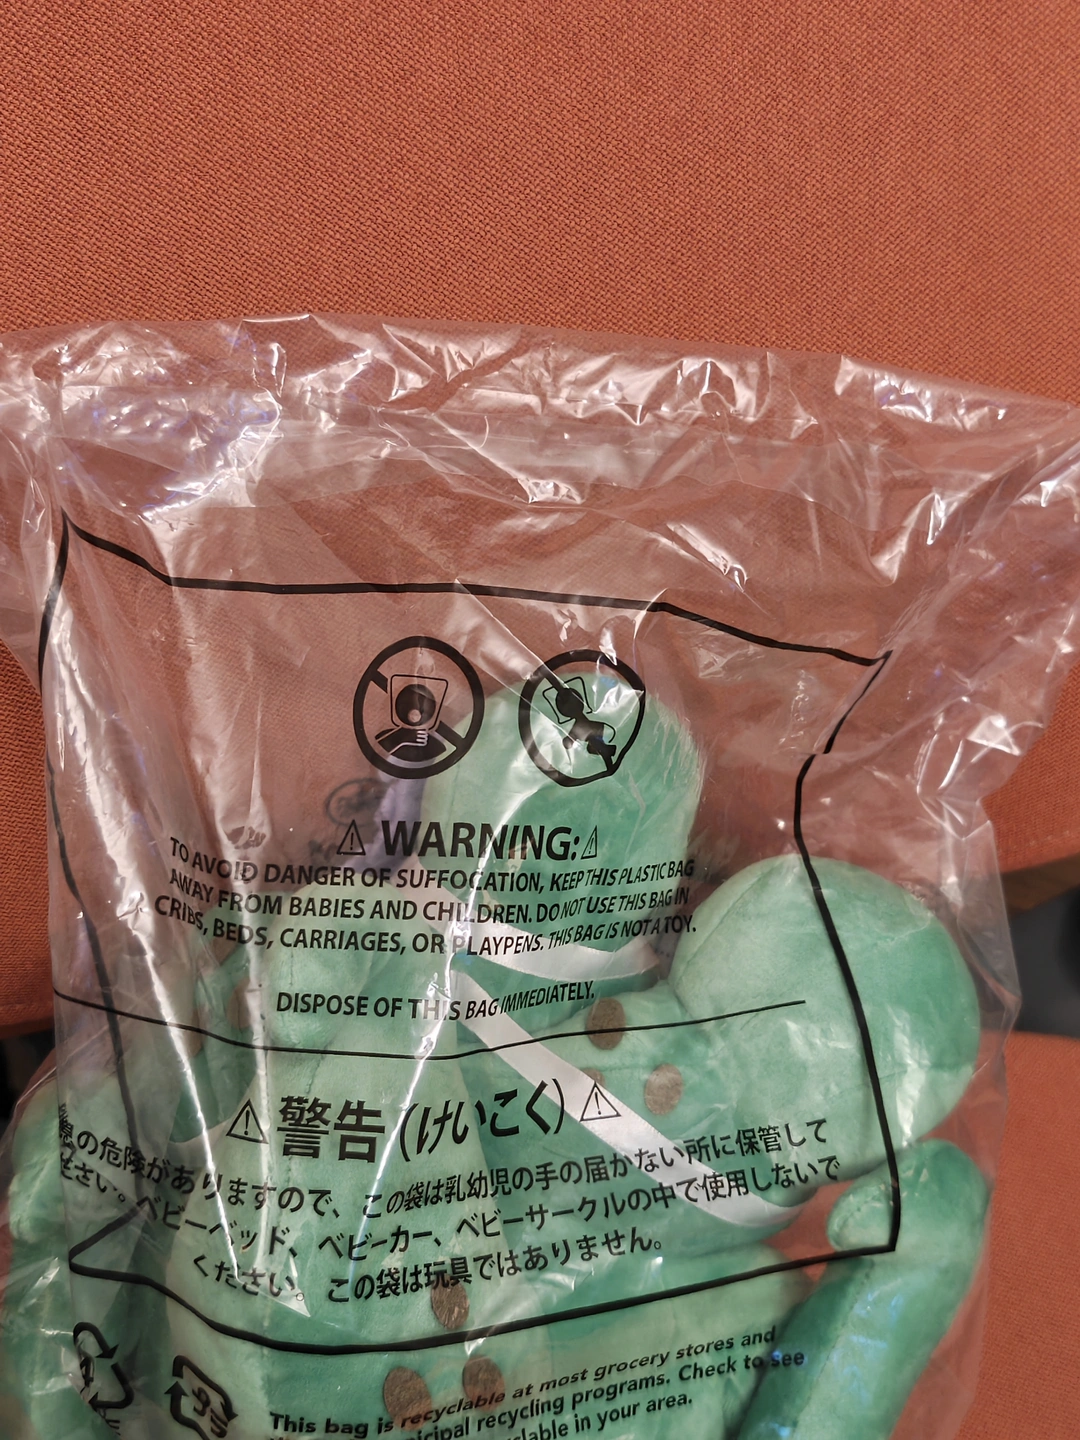 WARNING:
TO AVOID DANGER OF SUFFOCATION, KEEP THIS PLASTIC BAG
AWAY FROM BABIES AND CHILDREN. DO NOT USE THIS BAG IN
CRIBS, BEDS, CARRIAGES, OR PLAYPENS. THIS BAG IS NOT A TOY.
DISPOSE OF THIS BAG IMMEDIATELY.
警告(けいこく)
息の危険がありますので、この袋は乳幼児の手の届かない所に保管して
ださい。ベビーベッド、ベビーカー、ベビーサークルの中で使用しないで
ください。この袋は玩具ではありません。
This bag is recyclable at most grocery stores and
recycling programs. Check to see
in your area.